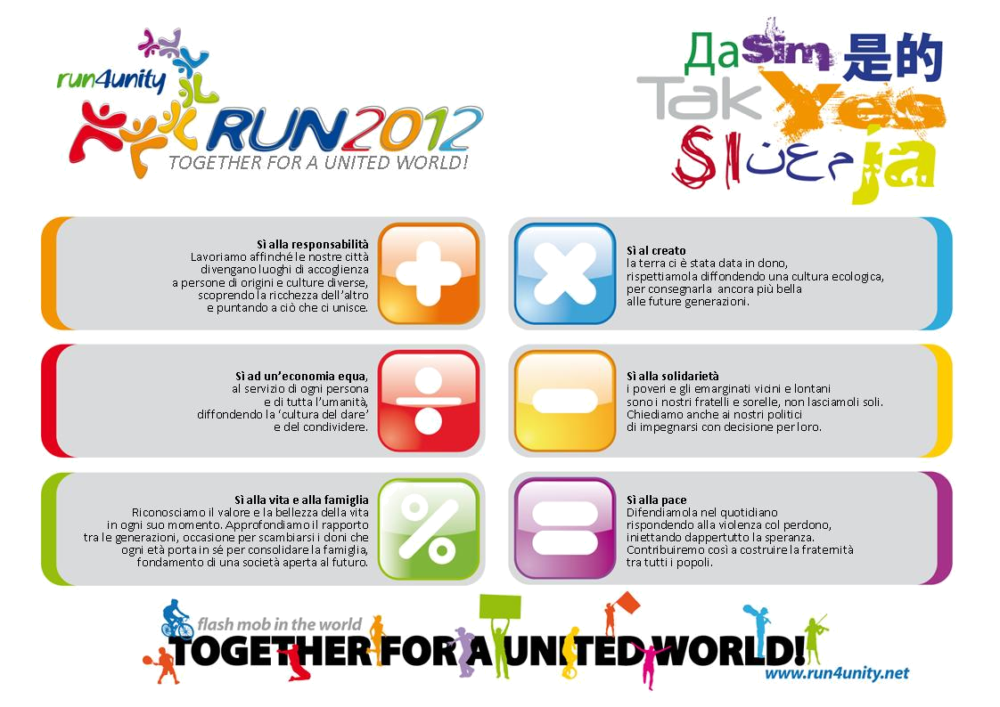 run4unity
RUN2012
TOGETHER FOR A UNITED WORLD!
Да sim 是的
Tak Yes
SI نعم ja
Sì alla responsabilità
Lavoriamo affinché le nostre città
divengano luoghi di accoglienza
a persone di origini e culture diverse,
scoprendo la ricchezza dell'altro
e puntando a ciò che ci unisce.
+
Sì al creato
la terra ci è stata data in dono,
rispettiamola diffondendo una cultura ecologica,
per consegnarla ancora più bella
alle future generazioni.
×
Sì ad un'economia equa,
al servizio di ogni persona
e di tutta l'umanità,
diffondendo la 'cultura del dare'
e del condividere.
÷
Sì alla solidarietà
i poveri e gli emarginati vicini e lontani
sono i nostri fratelli e sorelle, non lasciamoli soli.
Chiediamo anche ai nostri politici
di impegnarsi con decisione per loro.
−
Sì alla vita e alla famiglia
Riconosciamo il valore e la bellezza della vita
in ogni suo momento. Approfondiamo il rapporto
tra le generazioni, occasione per scambiarsi i doni che
ogni età porta in sé per consolidare la famiglia,
fondamento di una società aperta al futuro.
%
Sì alla pace
Difendiamola nel quotidiano
rispondendo alla violenza col perdono,
iniettando dappertutto la speranza.
Contribuiremo così a costruire la fraternità
tra tutti i popoli.
=
flash mob in the world
TOGETHER FOR A UNITED WORLD!
www.run4unity.net